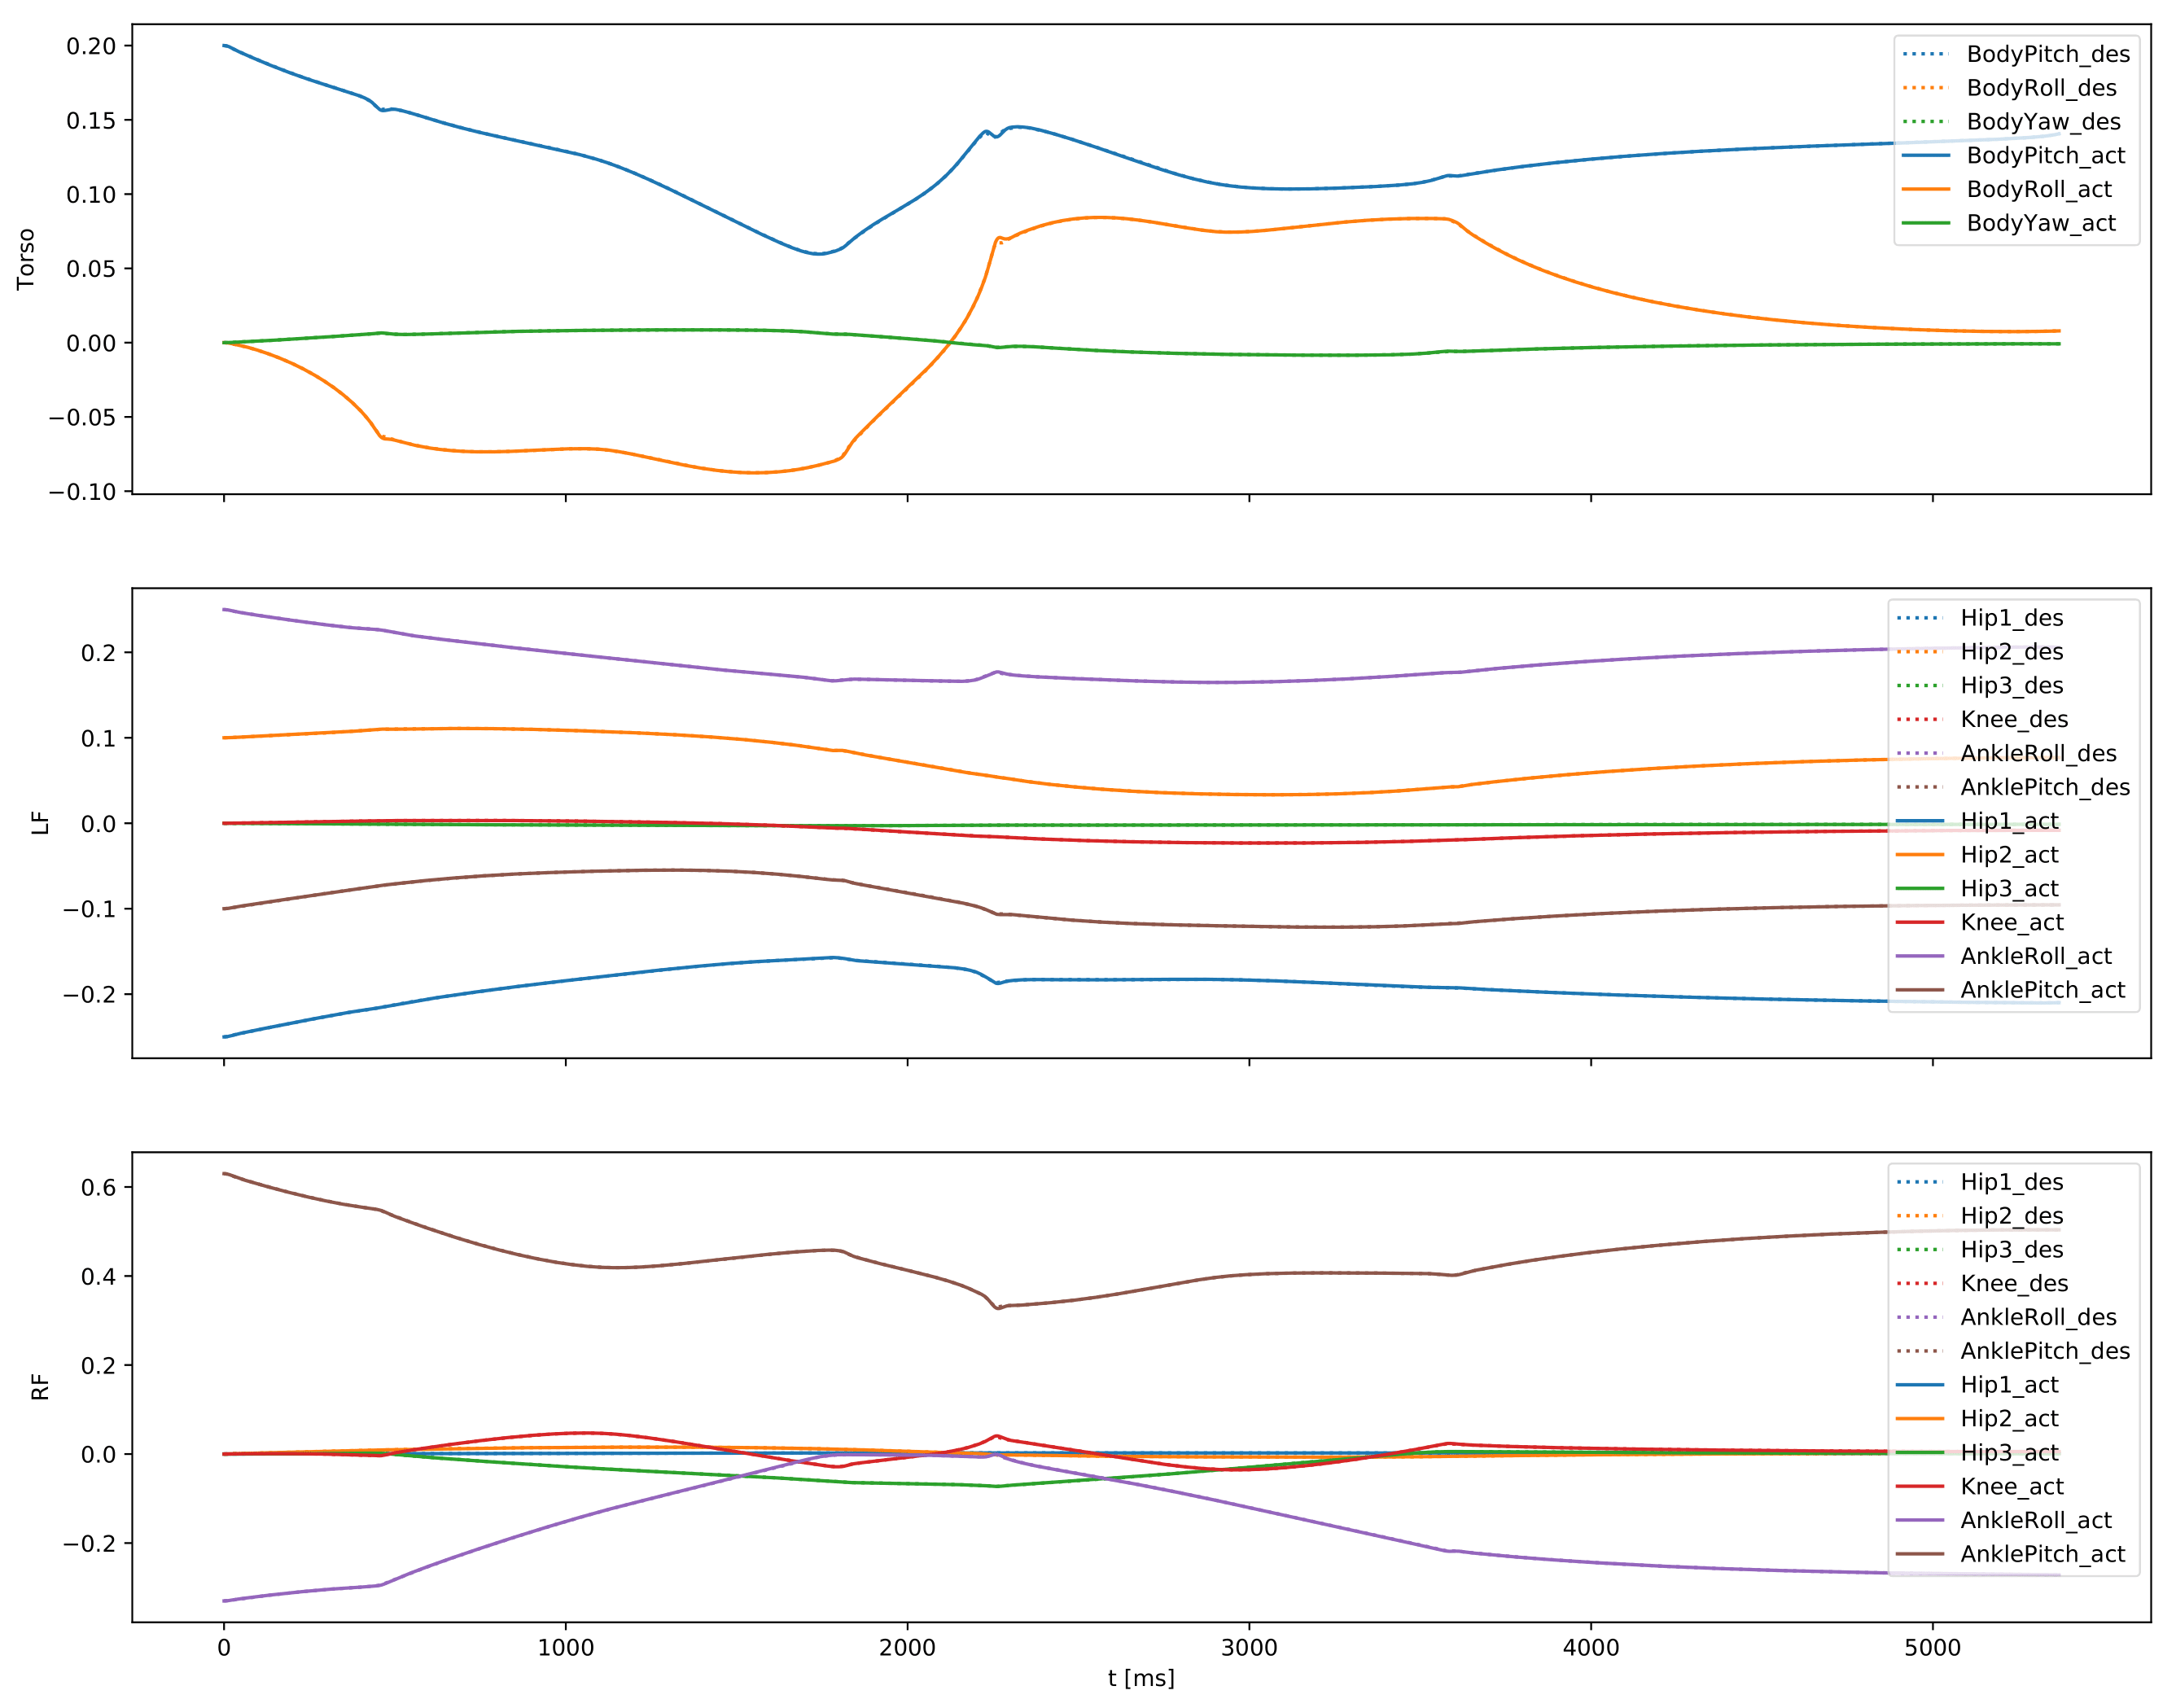 0.20
0.15
0.10
0.05
0.00
−0.05
−0.10
Torso
BodyPitch_des
BodyRoll_des
BodyYaw_des
BodyPitch_act
BodyRoll_act
BodyYaw_act
0.2
0.1
0.0
−0.1
−0.2
LF
Hip1_des
Hip2_des
Hip3_des
Knee_des
AnkleRoll_des
AnklePitch_des
Hip1_act
Hip2_act
Hip3_act
Knee_act
AnkleRoll_act
AnklePitch_act
0.6
0.4
0.2
0.0
−0.2
RF
Hip1_des
Hip2_des
Hip3_des
Knee_des
AnkleRoll_des
AnklePitch_des
Hip1_act
Hip2_act
Hip3_act
Knee_act
AnkleRoll_act
AnklePitch_act
0 1000 2000 3000 4000 5000
t [ms]